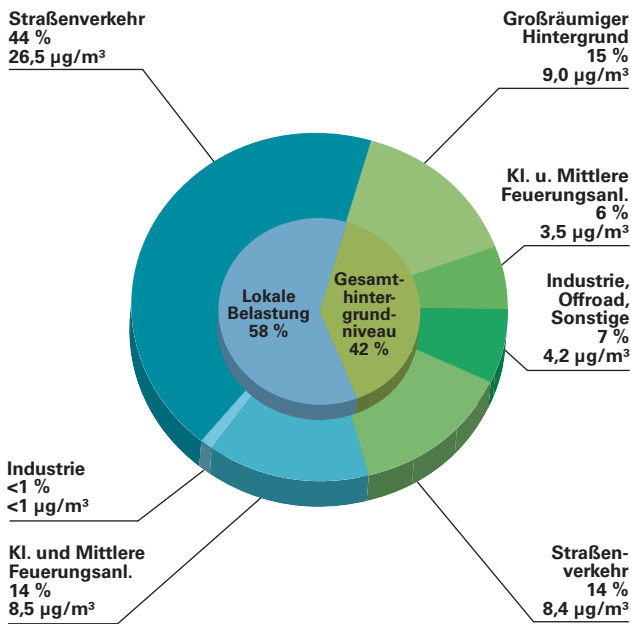 Straßenverkehr
44 %
26,5 µg/m³
Großräumiger
Hintergrund
15 %
9,0 µg/m³
Kl. u. Mittlere
Feuerungsanl.
6 %
3,5 µg/m³
Industrie,
Offroad,
Sonstige
7 %
4,2 µg/m³
Lokale
Belastung
58 %
Gesamt-
hinter-
grund-
niveau
42 %
Industrie
<1 %
<1 µg/m³
Kl. und Mittlere
Feuerungsanl.
14 %
8,5 µg/m³
Straßen-
verkehr
14 %
8,4 µg/m³